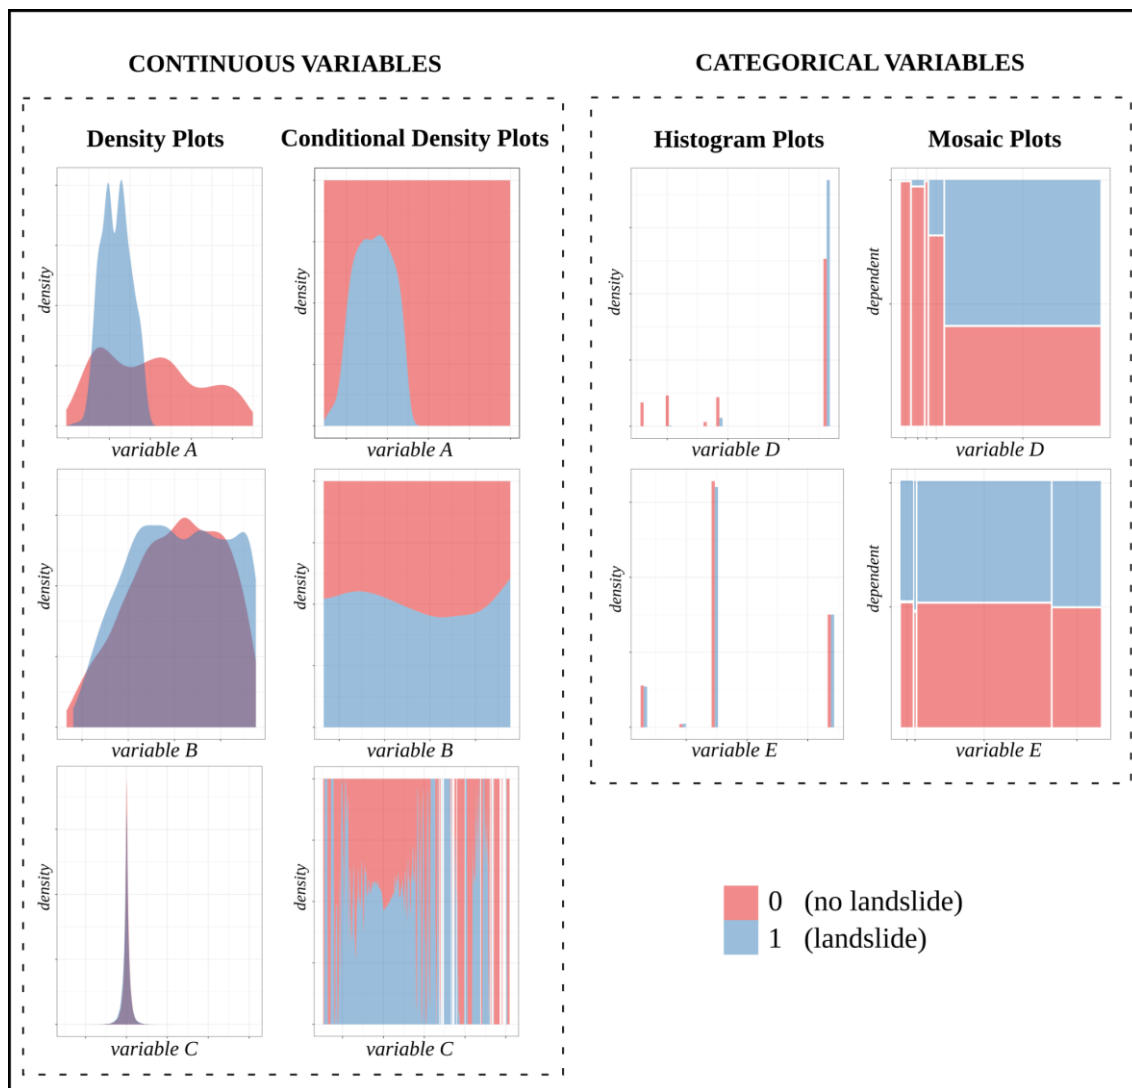 CONTINUOUS VARIABLES
Density Plots
Conditional Density Plots
density
variable A
density
variable A
density
variable B
density
variable B
density
variable C
density
variable C
CATEGORICAL VARIABLES
Histogram Plots
Mosaic Plots
density
variable D
dependent
variable D
density
variable E
dependent
variable E
0 (no landslide)
1 (landslide)